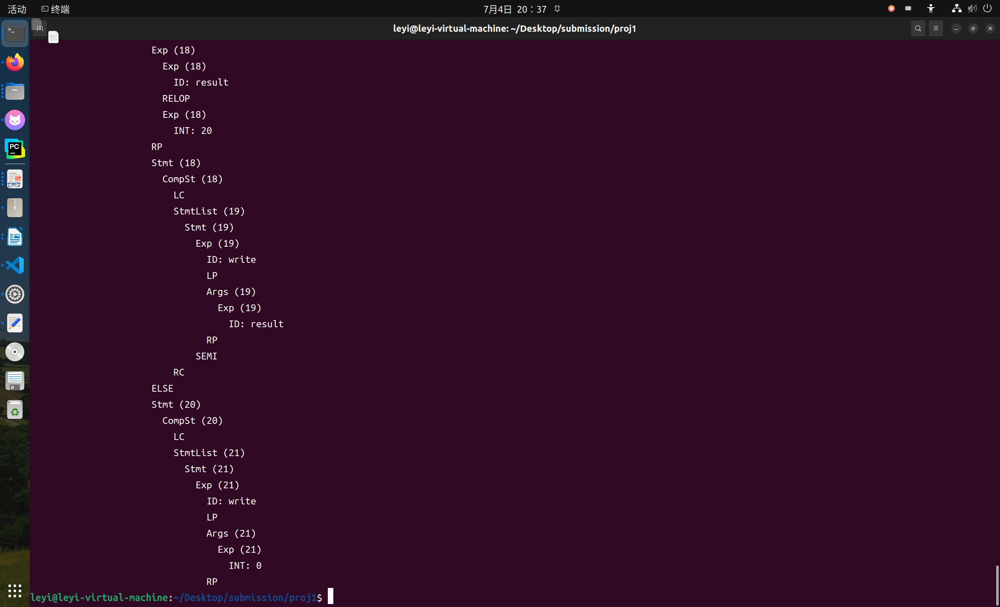 活动 终端 7月4日 20：37
leyi@leyi-virtual-machine: ~/Desktop/submission/proj1
Exp (18)
Exp (18)
ID: result
RELOP
Exp (18)
INT: 20
RP
Stmt (18)
CompSt (18)
LC
StmtList (19)
Stmt (19)
Exp (19)
ID: write
LP
Args (19)
Exp (19)
ID: result
RP
SEMI
RC
ELSE
Stmt (20)
CompSt (20)
LC
StmtList (21)
Stmt (21)
Exp (21)
ID: write
LP
Args (21)
Exp (21)
INT: 0
RP
leyi@leyi-virtual-machine:~/Desktop/submission/proj1$
PC